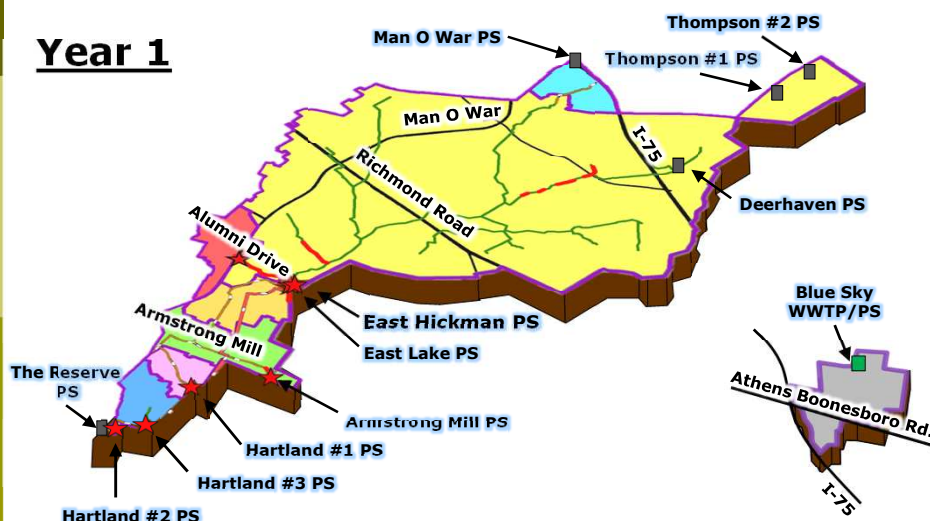 Year 1
Thompson #2 PS
Man O War PS
Thompson #1 PS
Man O War
I-75
Richmond Road
Deerhaven PS
Alumni Drive
Blue Sky
WWTP/PS
East Hickman PS
Armstrong Mill
East Lake PS
The Reserve
PS
Athens Boonesboro Rd.
Armstrong Mill PS
Hartland #1 PS
Hartland #3 PS
I-75
Hartland #2 PS